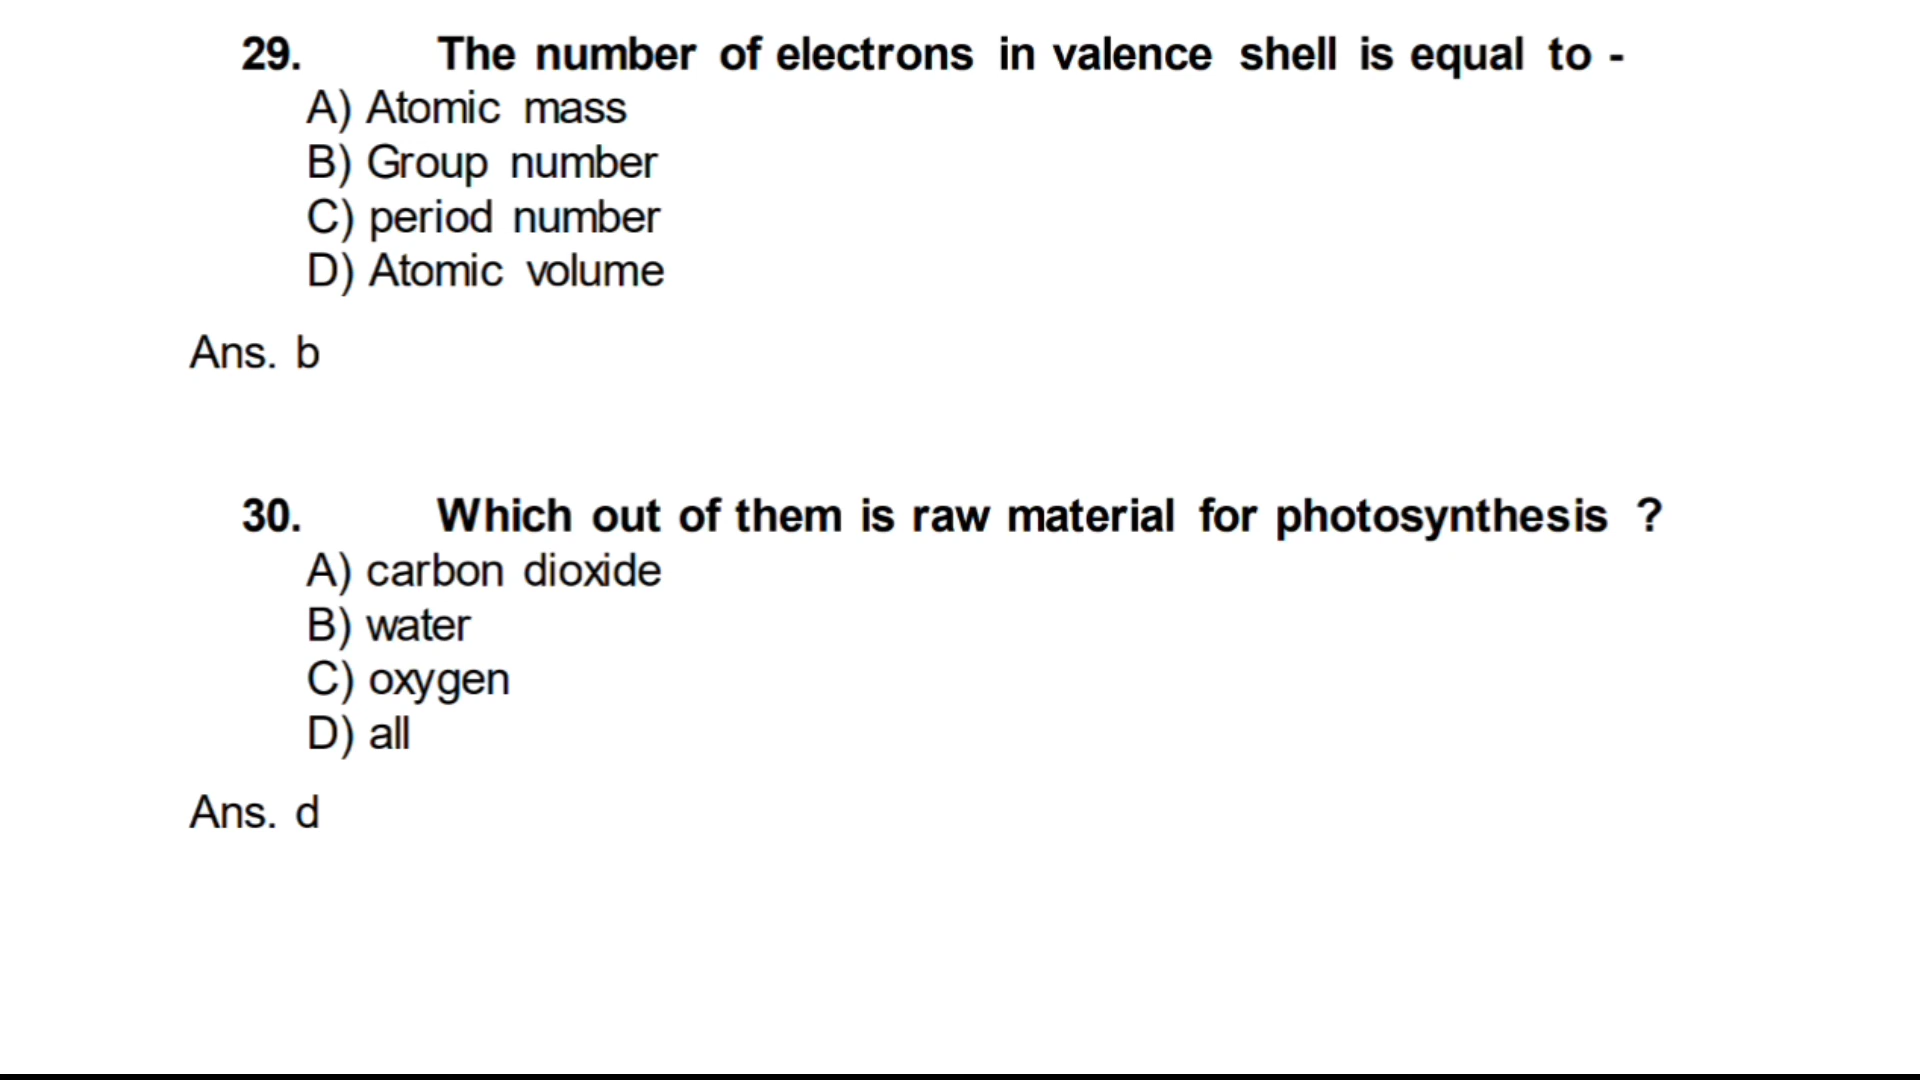 29. The number of electrons in valence shell is equal to -
A) Atomic mass
B) Group number
C) period number
D) Atomic volume
Ans. b
30. Which out of them is raw material for photosynthesis ?
A) carbon dioxide
B) water
C) oxygen
D) all
Ans. d